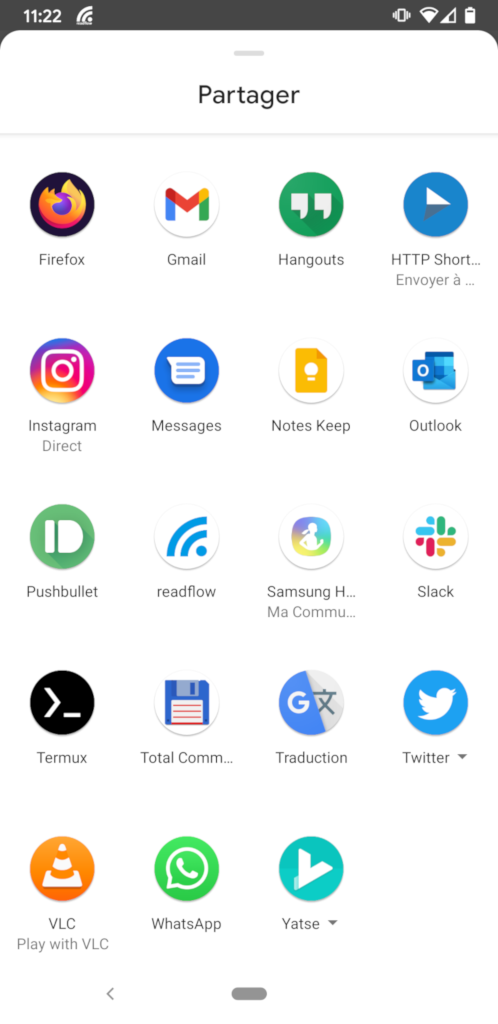 11:22
Partager
Firefox
Gmail
Hangouts
HTTP Short…
Envoyer à …
Instagram
Direct
Messages
Notes Keep
Outlook
Pushbullet
readflow
Samsung H…
Ma Commu…
Slack
Termux
Total Comm…
Traduction
Twitter
VLC
Play with VLC
WhatsApp
Yatse